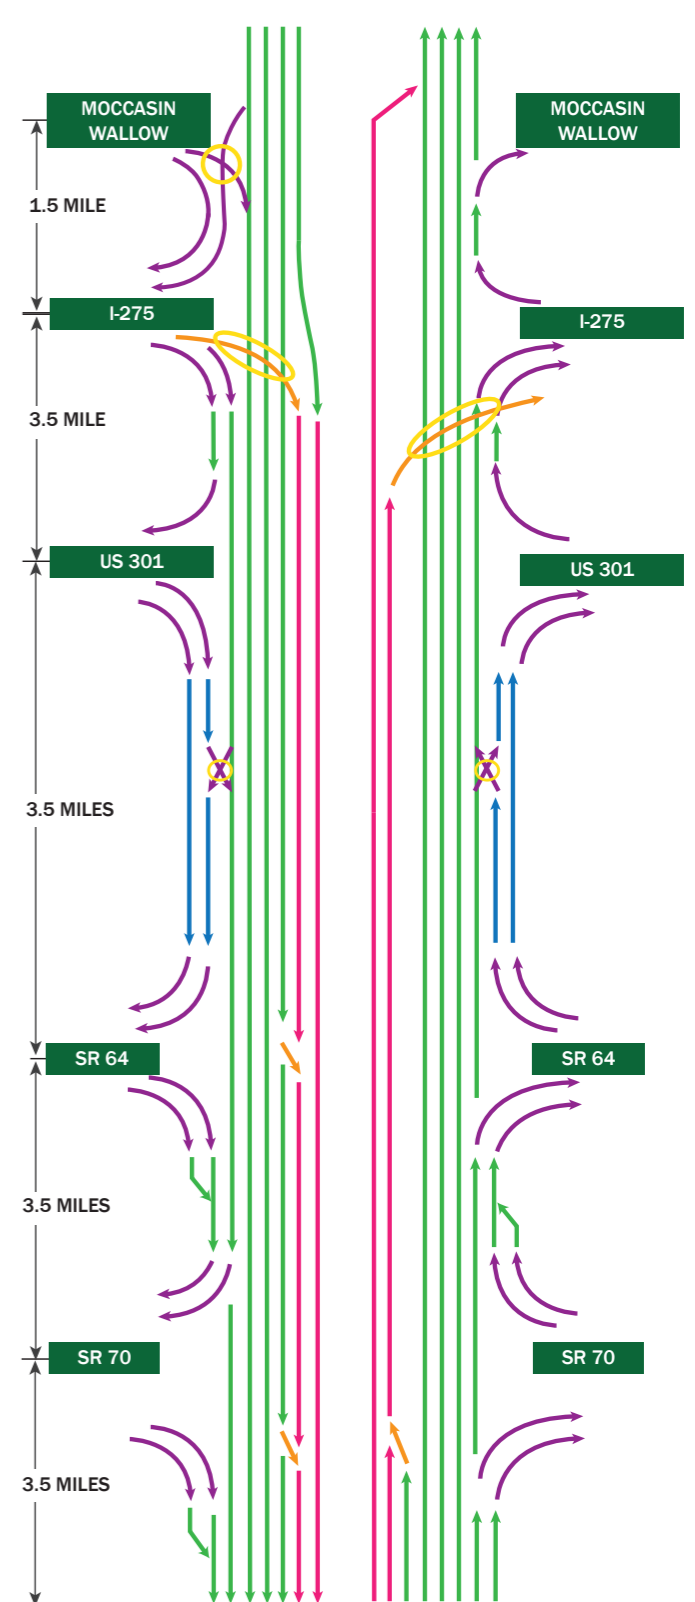 MOCCASIN
WALLOW
MOCCASIN
WALLOW
1.5 MILE
I-275
I-275
3.5 MILE
US 301
US 301
3.5 MILES
SR 64
SR 64
3.5 MILES
SR 70
SR 70
3.5 MILES